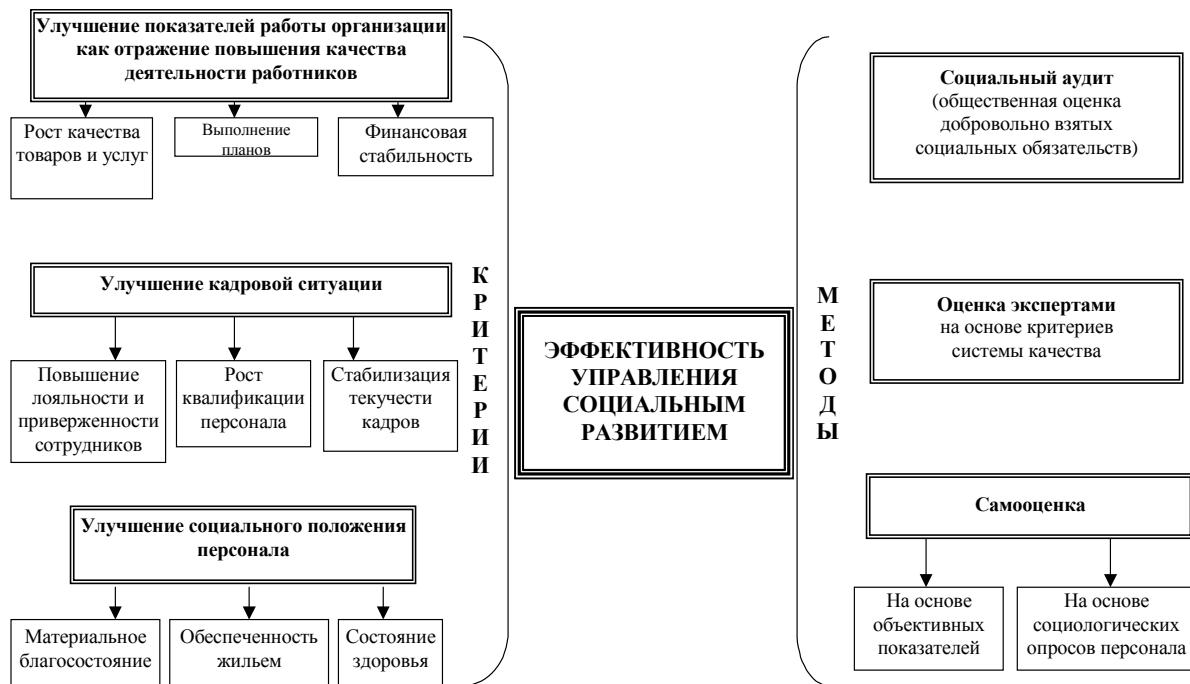 Улучшение показателей работы организации
как отражение повышения качества
деятельности работников
Рост качества
товаров и услуг
Выполнение
планов
Финансовая
стабильность
Улучшение кадровой ситуации
Повышение
лояльности и
приверженности
сотрудников
Рост
квалификации
персонала
Стабилизация
текучести
кадров
Улучшение социального положения
персонала
Материальное
благосостояние
Обеспеченность
жильем
Состояние
здоровья
К
Р
И
Т
Е
Р
И
И
ЭФФЕКТИВНОСТЬ
УПРАВЛЕНИЯ
СОЦИАЛЬНЫМ
РАЗВИТИЕМ
М
Е
Т
О
Д
Ы
Социальный аудит
(общественная оценка
добровольно взятых
социальных обязательств)
Оценка экспертами
на основе критериев
системы качества
Самооценка
На основе
объективных
показателей
На основе
социологических
опросов персонала